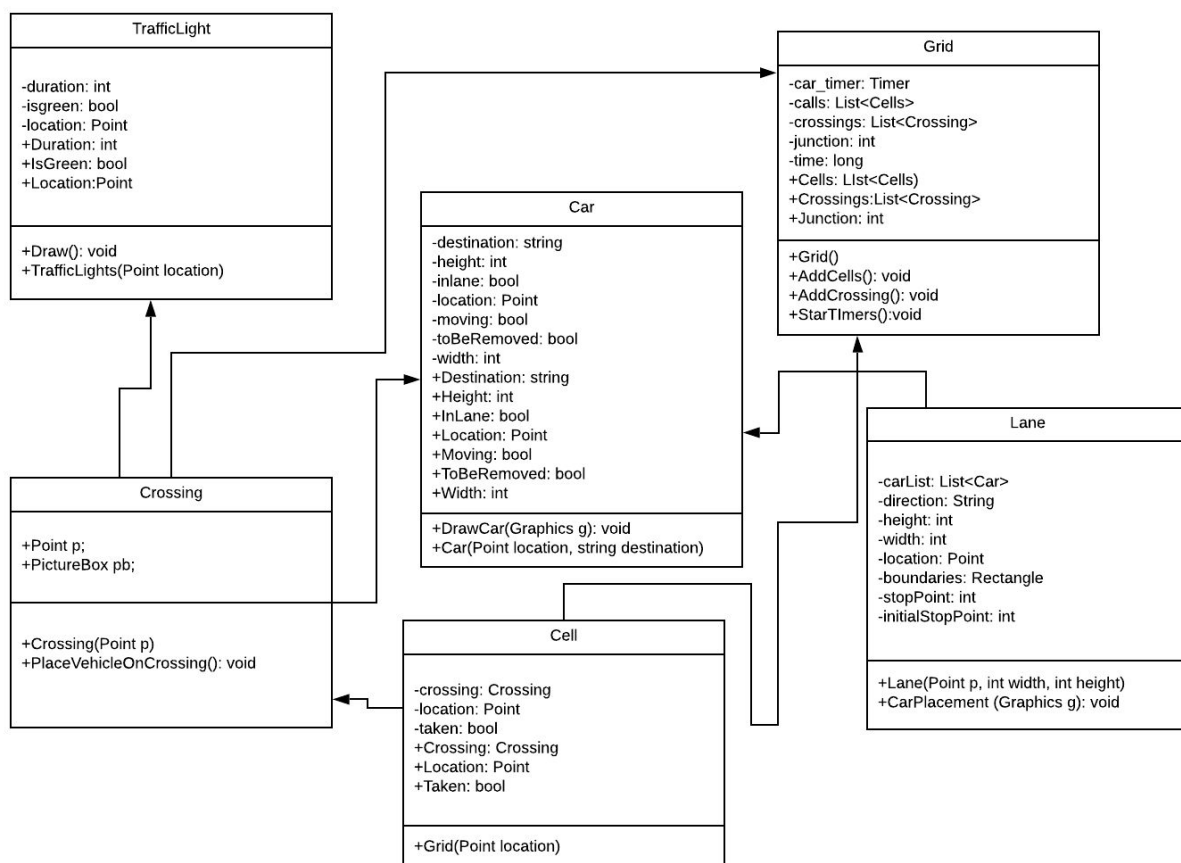 TrafficLight
-duration: int
-isgreen: bool
-location: Point
+Duration: int
+IsGreen: bool
+Location:Point
+Draw(): void
+TrafficLights(Point location)
Grid
-car_timer: Timer
-calls: List<Cells>
-crossings: List<Crossing>
-junction: int
-time: long
+Cells: LIst<Cells)
+Crossings:List<Crossing>
+Junction: int
+Grid()
+AddCells(): void
+AddCrossing(): void
+StarTImers():void
Car
-destination: string
-height: int
-inlane: bool
-location: Point
-moving: bool
-toBeRemoved: bool
-width: int
+Destination: string
+Height: int
+InLane: bool
+Location: Point
+Moving: bool
+ToBeRemoved: bool
+Width: int
+DrawCar(Graphics g): void
+Car(Point location, string destination)
Lane
-carList: List<Car>
-direction: String
-height: int
-width: int
-location: Point
-boundaries: Rectangle
-stopPoint: int
-initialStopPoint: int
+Lane(Point p, int width, int height)
+CarPlacement (Graphics g): void
Crossing
+Point p;
+PictureBox pb;
+Crossing(Point p)
+PlaceVehicleOnCrossing(): void
Cell
-crossing: Crossing
-location: Point
-taken: bool
+Crossing: Crossing
+Location: Point
+Taken: bool
+Grid(Point location)